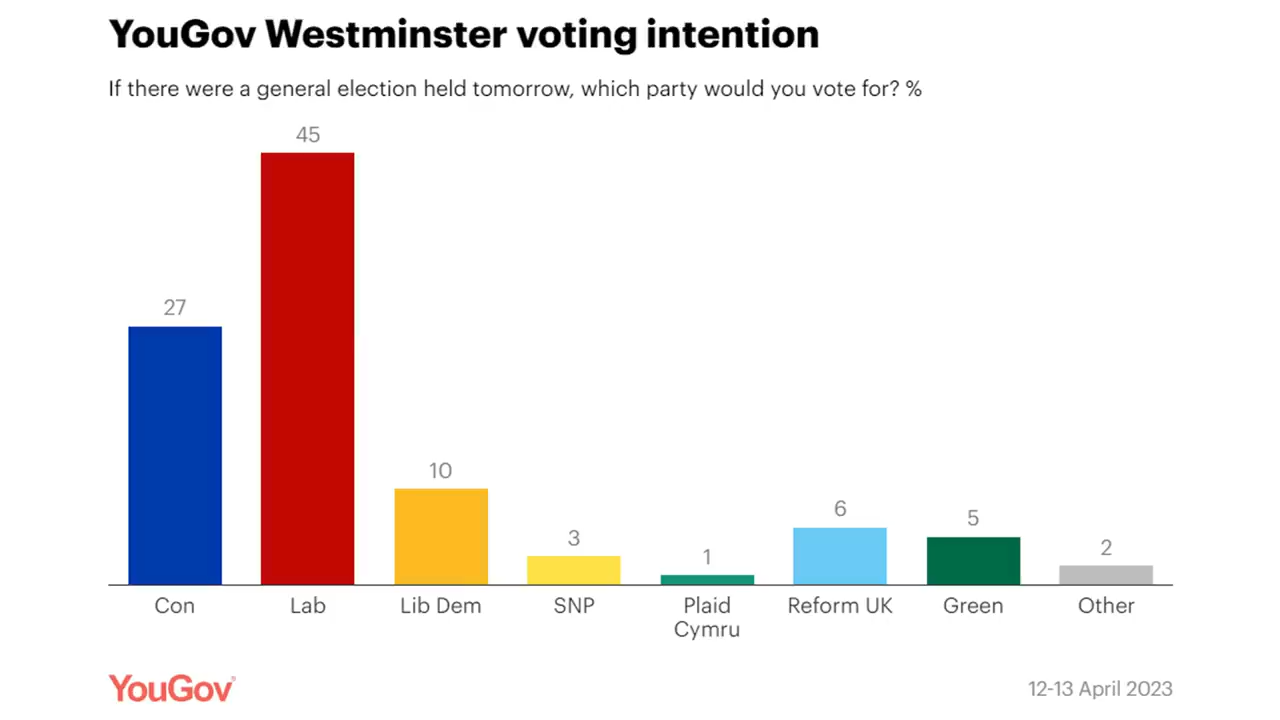 YouGov Westminster voting intention
If there were a general election held tomorrow, which party would you vote for? %
45
27
10
3
1
6
5
2
Con
Lab
Lib Dem
SNP
Plaid
Cymru
Reform UK
Green
Other
YouGov
12-13 April 2023